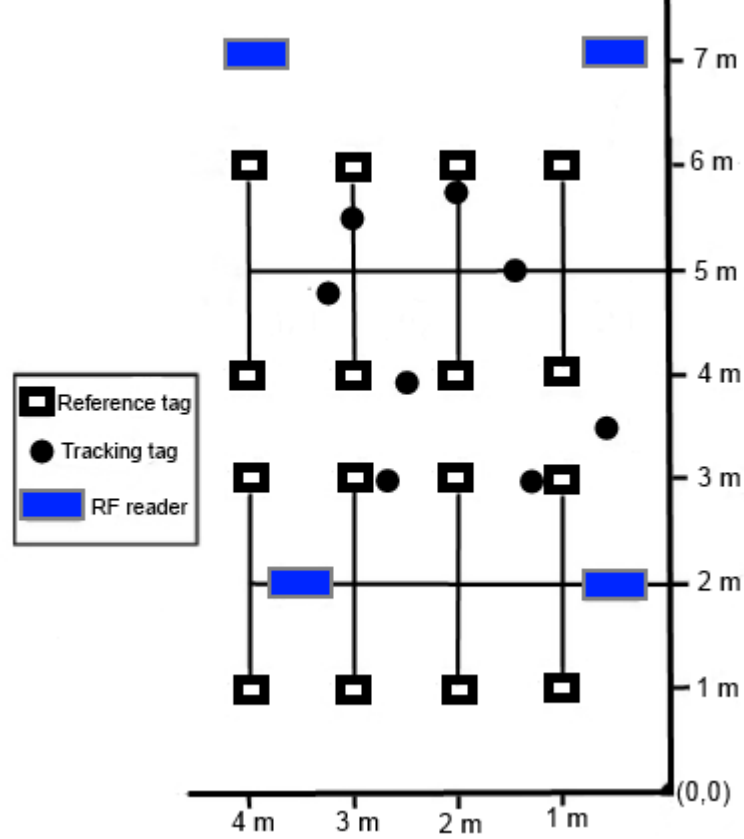 7 m
6 m
5 m
4 m
Reference tag
Tracking tag
3 m
RF reader
2 m
1 m
(0,0)
4 m
3 m
2 m
1 m